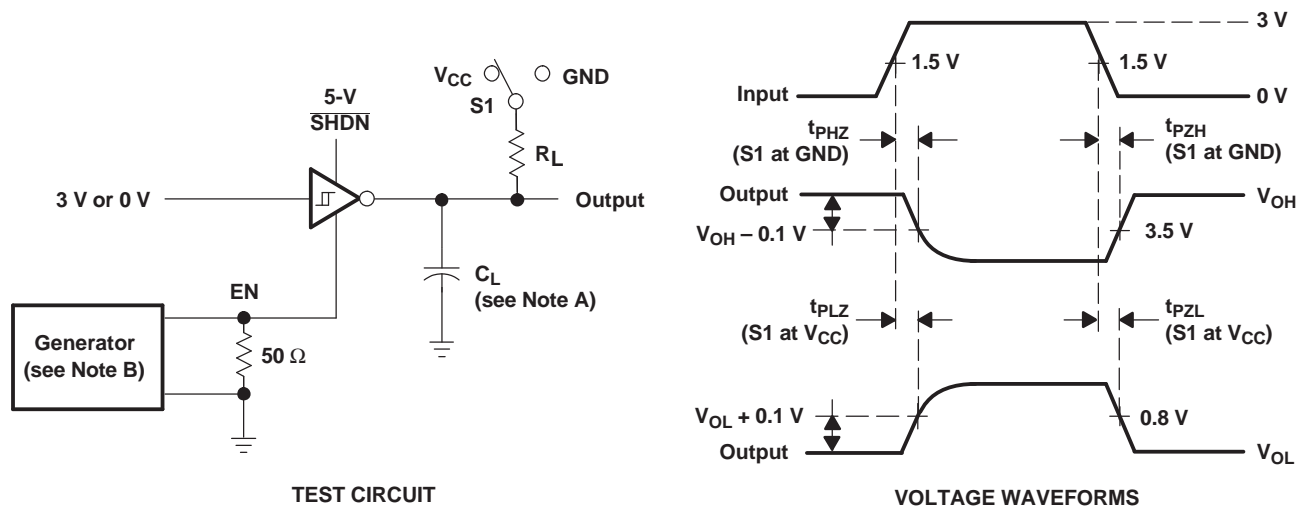 VCC
GND
S1
5-V
SHDN
RL
3 V or 0 V
Output
CL
(see Note A)
EN
Generator
(see Note B)
50 Ω
TEST CIRCUIT
3 V
1.5 V
1.5 V
Input
0 V
tPHZ
(S1 at GND)
tPZH
(S1 at GND)
Output
VOH
VOH – 0.1 V
3.5 V
tPLZ
(S1 at VCC)
tPZL
(S1 at VCC)
VOL + 0.1 V
0.8 V
Output
VOL
VOLTAGE WAVEFORMS